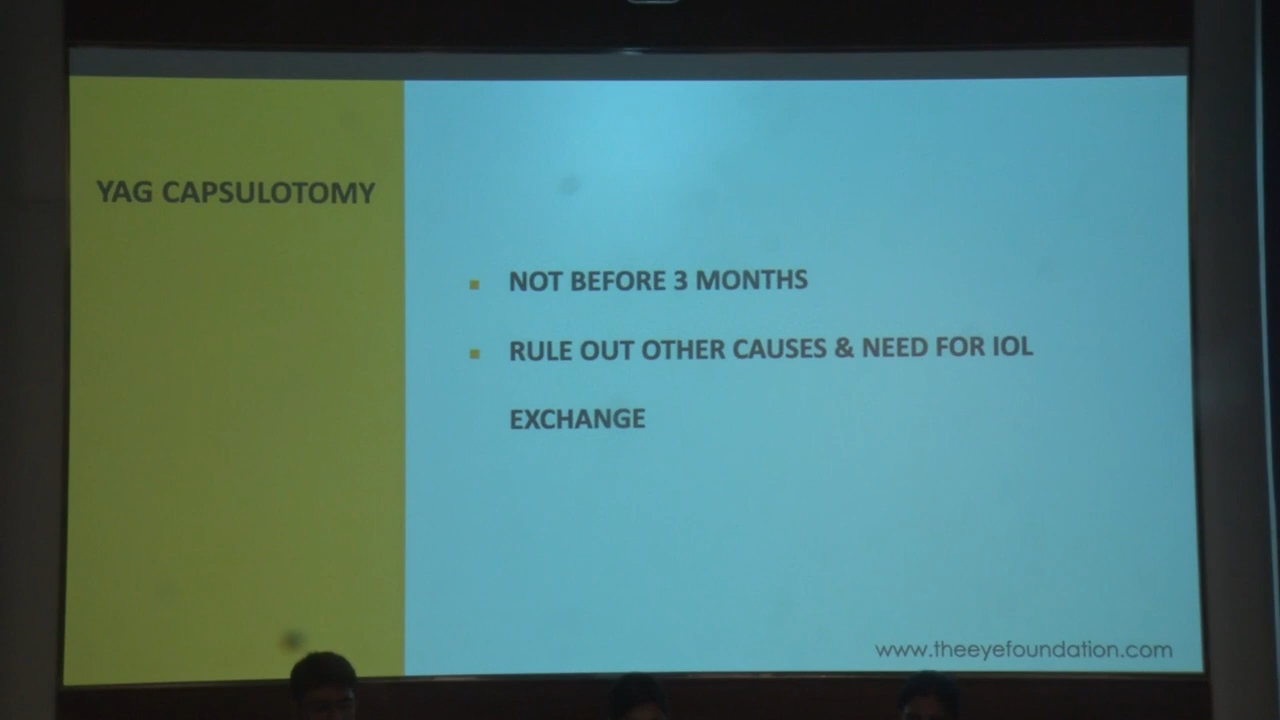 YAG CAPSULOTOMY
NOT BEFORE 3 MONTHS
RULE OUT OTHER CAUSES & NEED FOR IOL
EXCHANGE
www.theeyefoundation.com